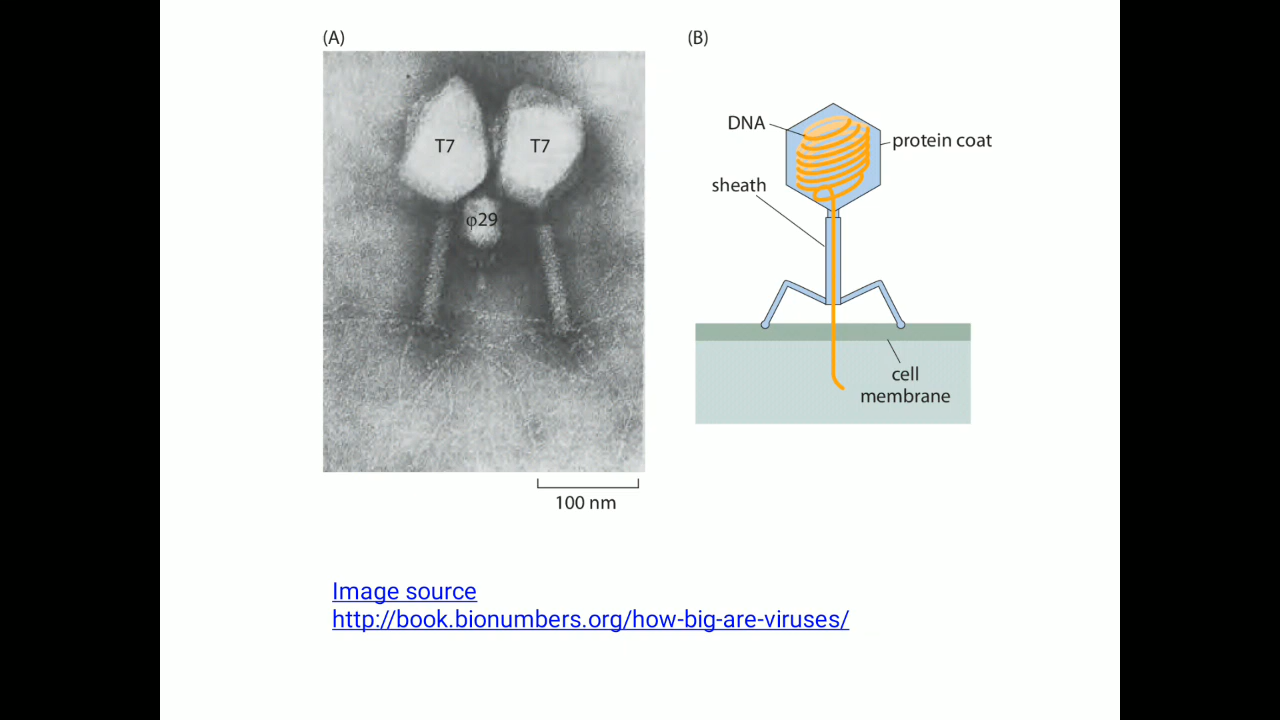 (A)
(B)
T7
T7
φ29
100 nm
DNA
protein coat
sheath
cell
membrane
Image source
http://book.bionumbers.org/how-big-are-viruses/